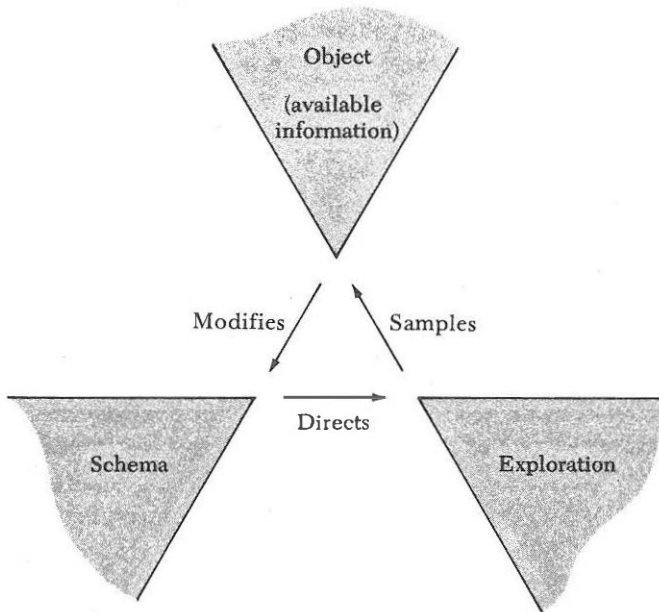 Object
(available
information)
Modifies
Samples
Directs
Schema
Exploration